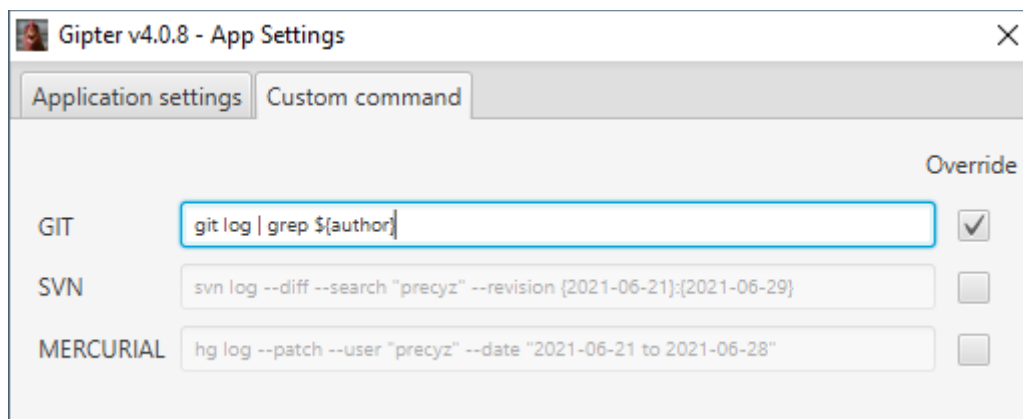 Gipter v4.0.8 - App Settings
Application settings Custom command
Override
GIT git log | grep ${author}
SVN svn log --diff --search "precyz" --revision {2021-06-21}:{2021-06-29}
MERCURIAL hg log --patch --user "precyz" --date "2021-06-21 to 2021-06-28"